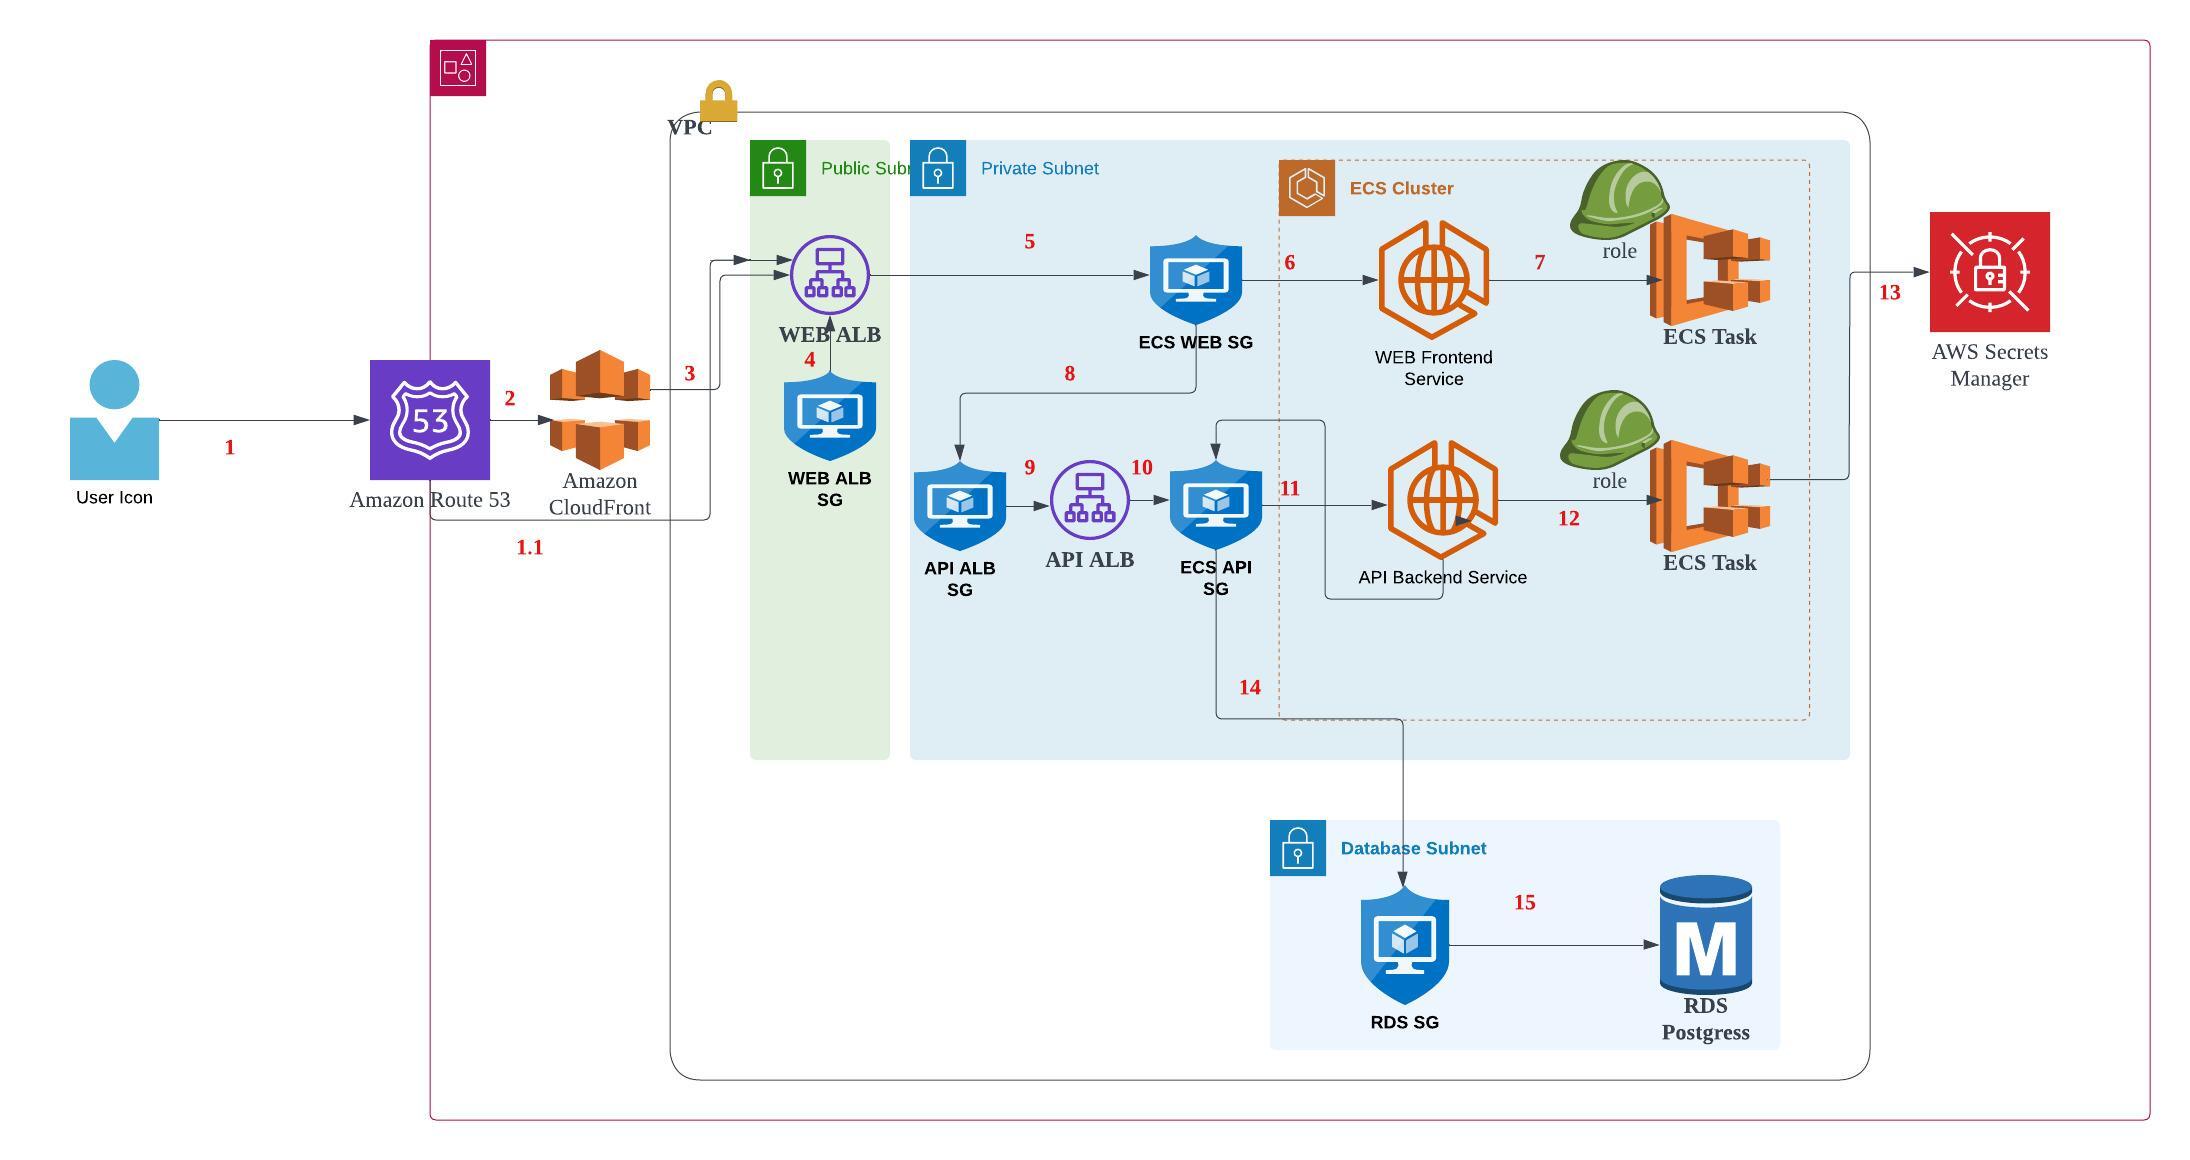 VPC
Public Subn
Private Subnet
ECS Cluster
role
5
6
7
13
WEB ALB
ECS WEB SG
WEB Frontend
Service
ECS Task
AWS Secrets
Manager
4
3
8
2
1
53
User Icon
Amazon Route 53
Amazon
CloudFront
1.1
WEB ALB
SG
9
10
11
12
role
API ALB
SG
API ALB
ECS API
SG
API Backend Service
ECS Task
14
Database Subnet
15
M
RDS SG
RDS
Postgress